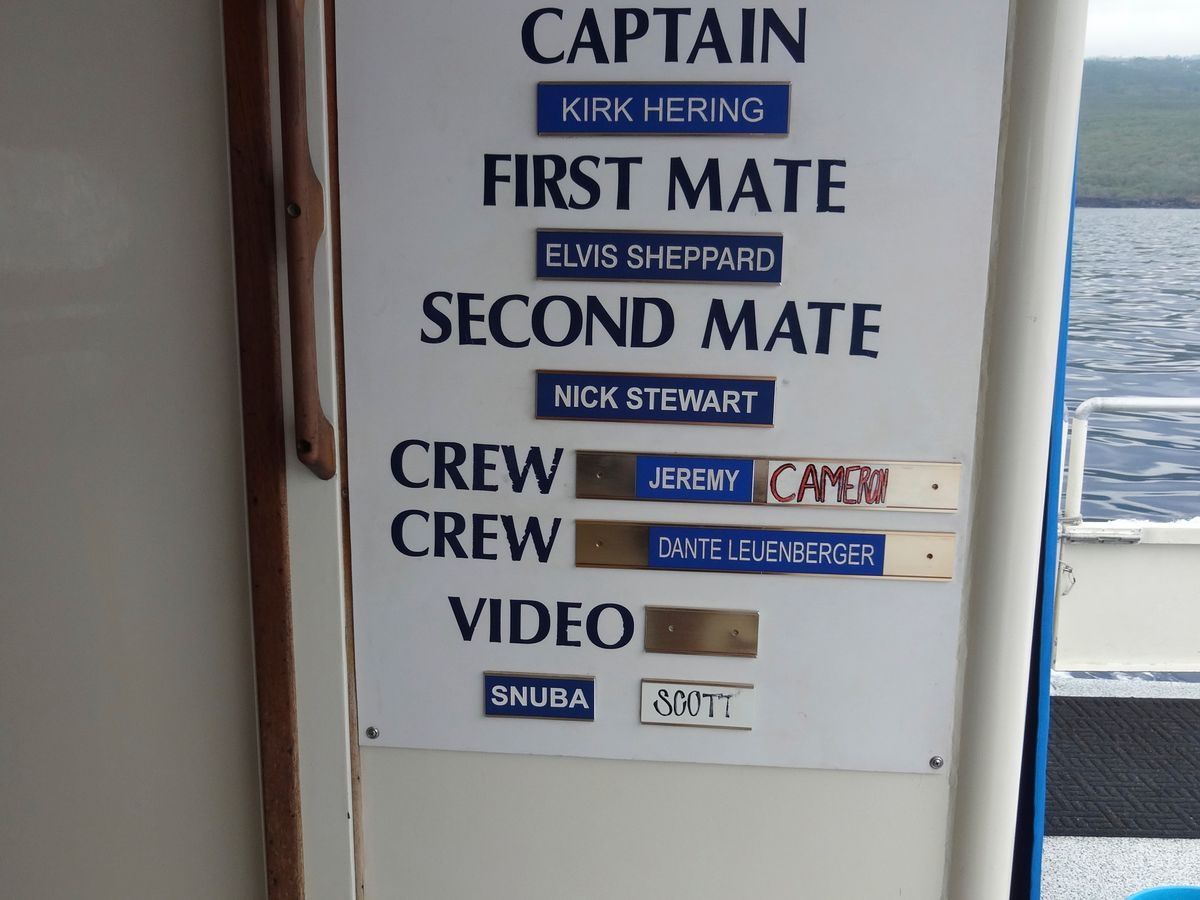 CAPTAIN
KIRK HERING
FIRST MATE
ELVIS SHEPPARD
SECOND MATE
NICK STEWART
CREW JEREMY CAMERON
CREW DANTE LEUENBERGER
VIDEO
SNUBA SCOTT